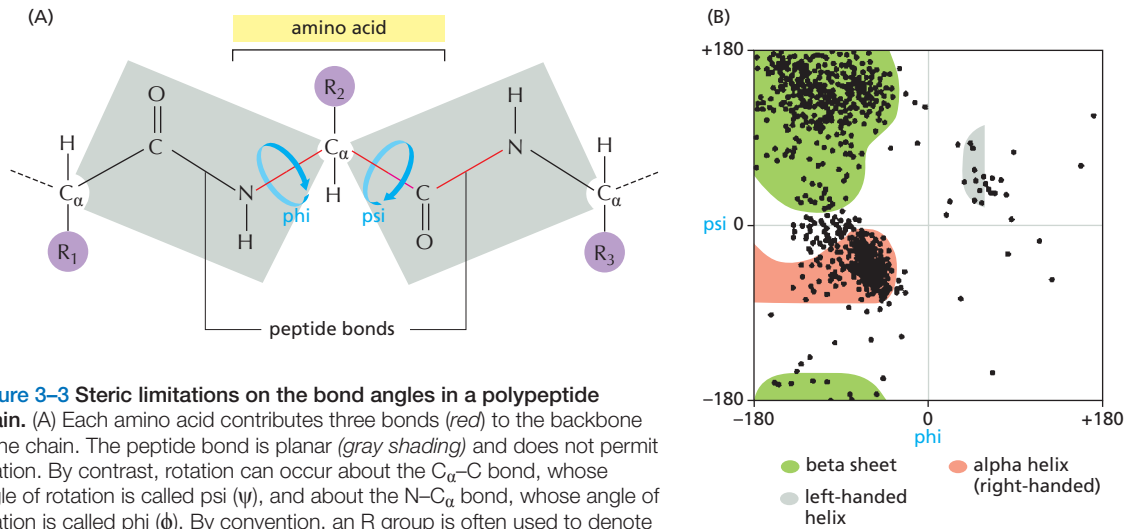 (A)
amino acid
O
H
R2
H
H
C
N
Cα
Cα
N
C
Cα
H
phi
psi
R1
H
O
R3
peptide bonds
(B)
+180
psi 0
–180
–180
0
+180
phi
beta sheet
alpha helix
(right-handed)
left-handed
helix
ure 3–3 Steric limitations on the bond angles in a polypeptide
ain. (A) Each amino acid contributes three bonds (red) to the backbone
ne chain. The peptide bond is planar (gray shading) and does not permit
ation. By contrast, rotation can occur about the Cα–C bond, whose
gle of rotation is called psi (ψ), and about the N–Cα bond, whose angle of
ation is called phi (ϕ). By convention, an R group is often used to denote